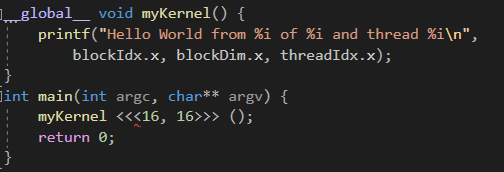 __global__ void myKernel() {
printf("Hello World from %i of %i and thread %i\n",
blockIdx.x, blockDim.x, threadIdx.x);
}
int main(int argc, char** argv) {
myKernel <<<16, 16>>> ();
return 0;
}